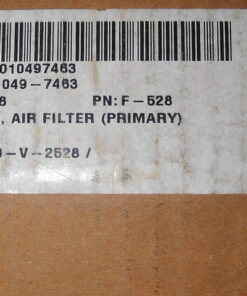 010497463
049-7463
8 PN: F-528
, AIR FILTER (PRIMARY)
-V-2528 /